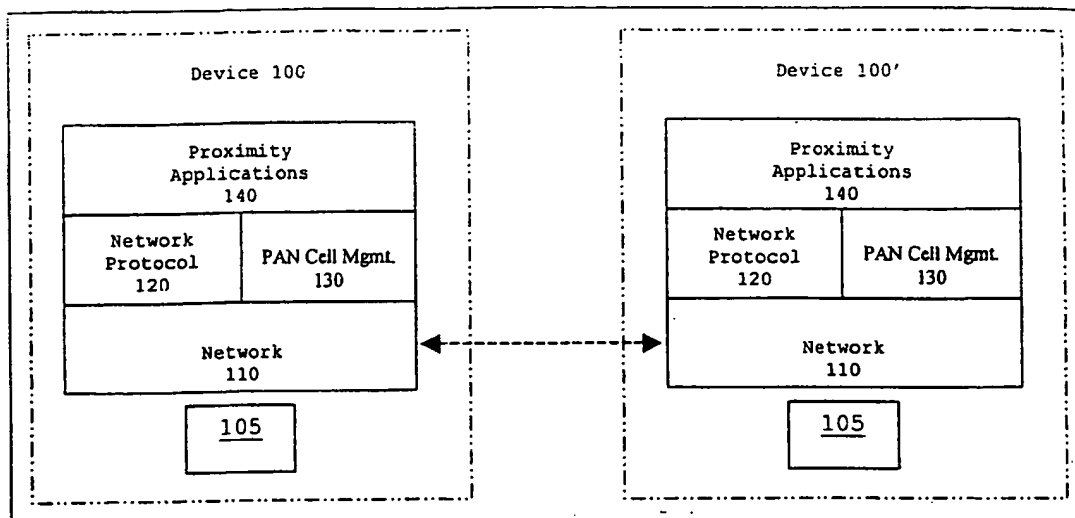 Device 100
Proximity
Applications
140
Network
Protocol
120
PAN Cell Mgmt.
130
Network
110
105
Device 100'
Proximity
Applications
140
Network
Protocol
120
PAN Cell Mgmt.
130
Network
110
105